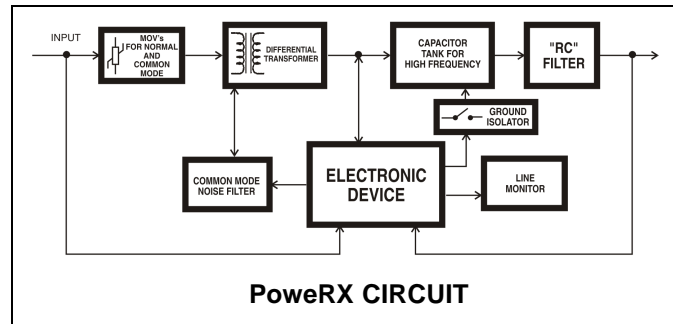 INPUT
MOV's
FOR NORMAL
AND
COMMON
MODE
DIFFERENTIAL
TRANSFORMER
CAPACITOR
TANK FOR
HIGH FREQUENCY
"RC"
FILTER
GROUND
ISOLATOR
COMMON MODE
NOISE FILTER
ELECTRONIC
DEVICE
LINE
MONITOR
PoweRX CIRCUIT